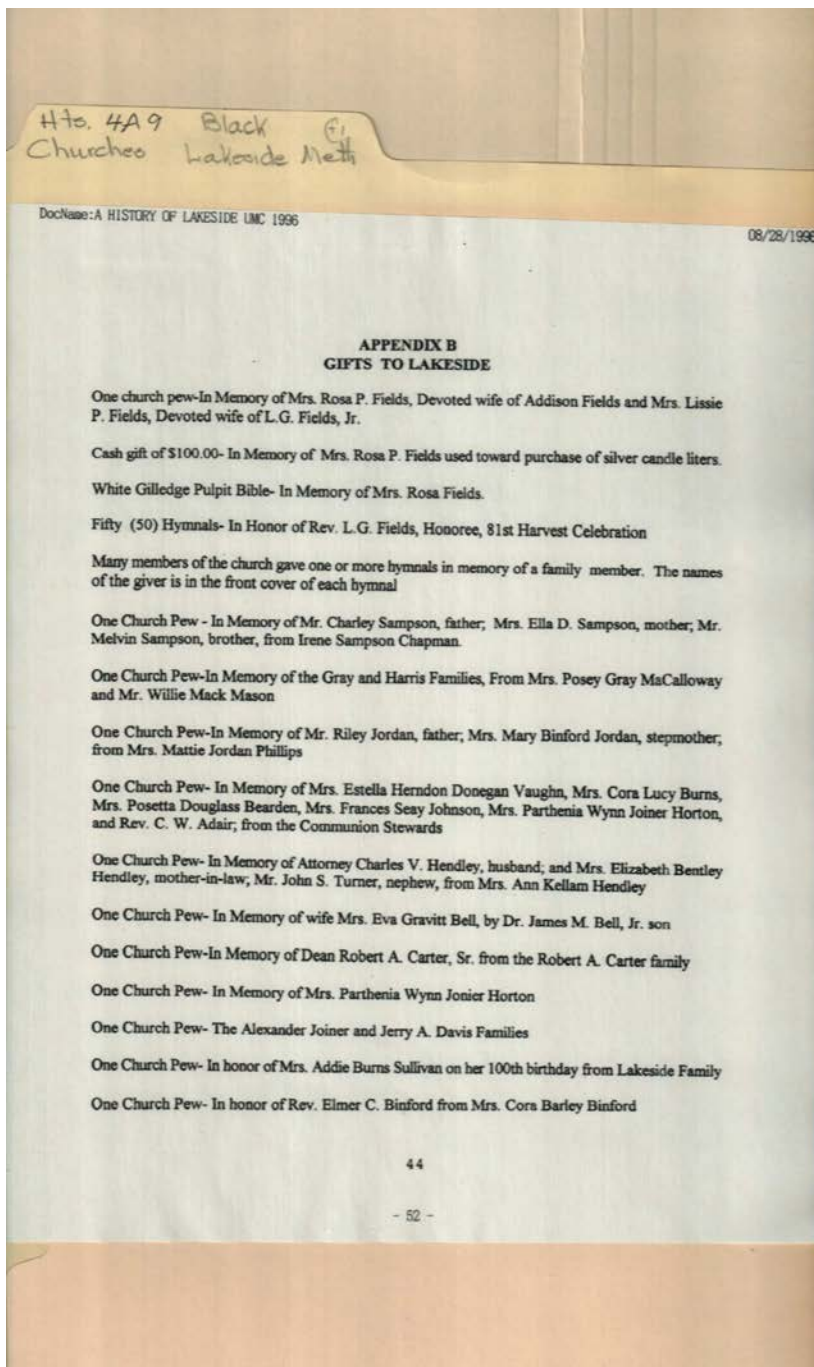 Hts. 4A9 Black f1
Churches Lakeside Meth
DocName:A HISTORY OF LAKESIDE UMC 1996
08/28/1996
APPENDIX B
GIFTS TO LAKESIDE
One church pew-In Memory of Mrs. Rosa P. Fields, Devoted wife of Addison Fields and Mrs. Lissie
P. Fields, Devoted wife of L.G. Fields, Jr.
Cash gift of $100.00- In Memory of Mrs. Rosa P. Fields used toward purchase of silver candle liters.
White Gilledge Pulpit Bible- In Memory of Mrs. Rosa Fields.
Fifty (50) Hymnals- In Honor of Rev. L.G. Fields, Honoree, 81st Harvest Celebration
Many members of the church gave one or more hymnals in memory of a family member. The names
of the giver is in the front cover of each hymnal
One Church Pew - In Memory of Mr. Charley Sampson, father; Mrs. Ella D. Sampson, mother; Mr.
Melvin Sampson, brother, from Irene Sampson Chapman.
One Church Pew-In Memory of the Gray and Harris Families, From Mrs. Posey Gray MaCalloway
and Mr. Willie Mack Mason
One Church Pew-In Memory of Mr. Riley Jordan, father; Mrs. Mary Binford Jordan, stepmother;
from Mrs. Mattie Jordan Phillips
One Church Pew- In Memory of Mrs. Estella Herndon Donegan Vaughn, Mrs. Cora Lucy Burns,
Mrs. Posetta Douglass Bearden, Mrs. Frances Seay Johnson, Mrs. Parthenia Wynn Joiner Horton,
and Rev. C. W. Adair; from the Communion Stewards
One Church Pew- In Memory of Attorney Charles V. Hendley, husband; and Mrs. Elizabeth Bentley
Hendley, mother-in-law; Mr. John S. Turner, nephew, from Mrs. Ann Kellam Hendley
One Church Pew- In Memory of wife Mrs. Eva Gravitt Bell, by Dr. James M. Bell, Jr. son
One Church Pew-In Memory of Dean Robert A. Carter, Sr. from the Robert A. Carter family
One Church Pew- In Memory of Mrs. Parthenia Wynn Jonier Horton
One Church Pew- The Alexander Joiner and Jerry A. Davis Families
One Church Pew- In honor of Mrs. Addie Burns Sullivan on her 100th birthday from Lakeside Family
One Church Pew- In honor of Rev. Elmer C. Binford from Mrs. Cora Barley Binford
44
- 52 -